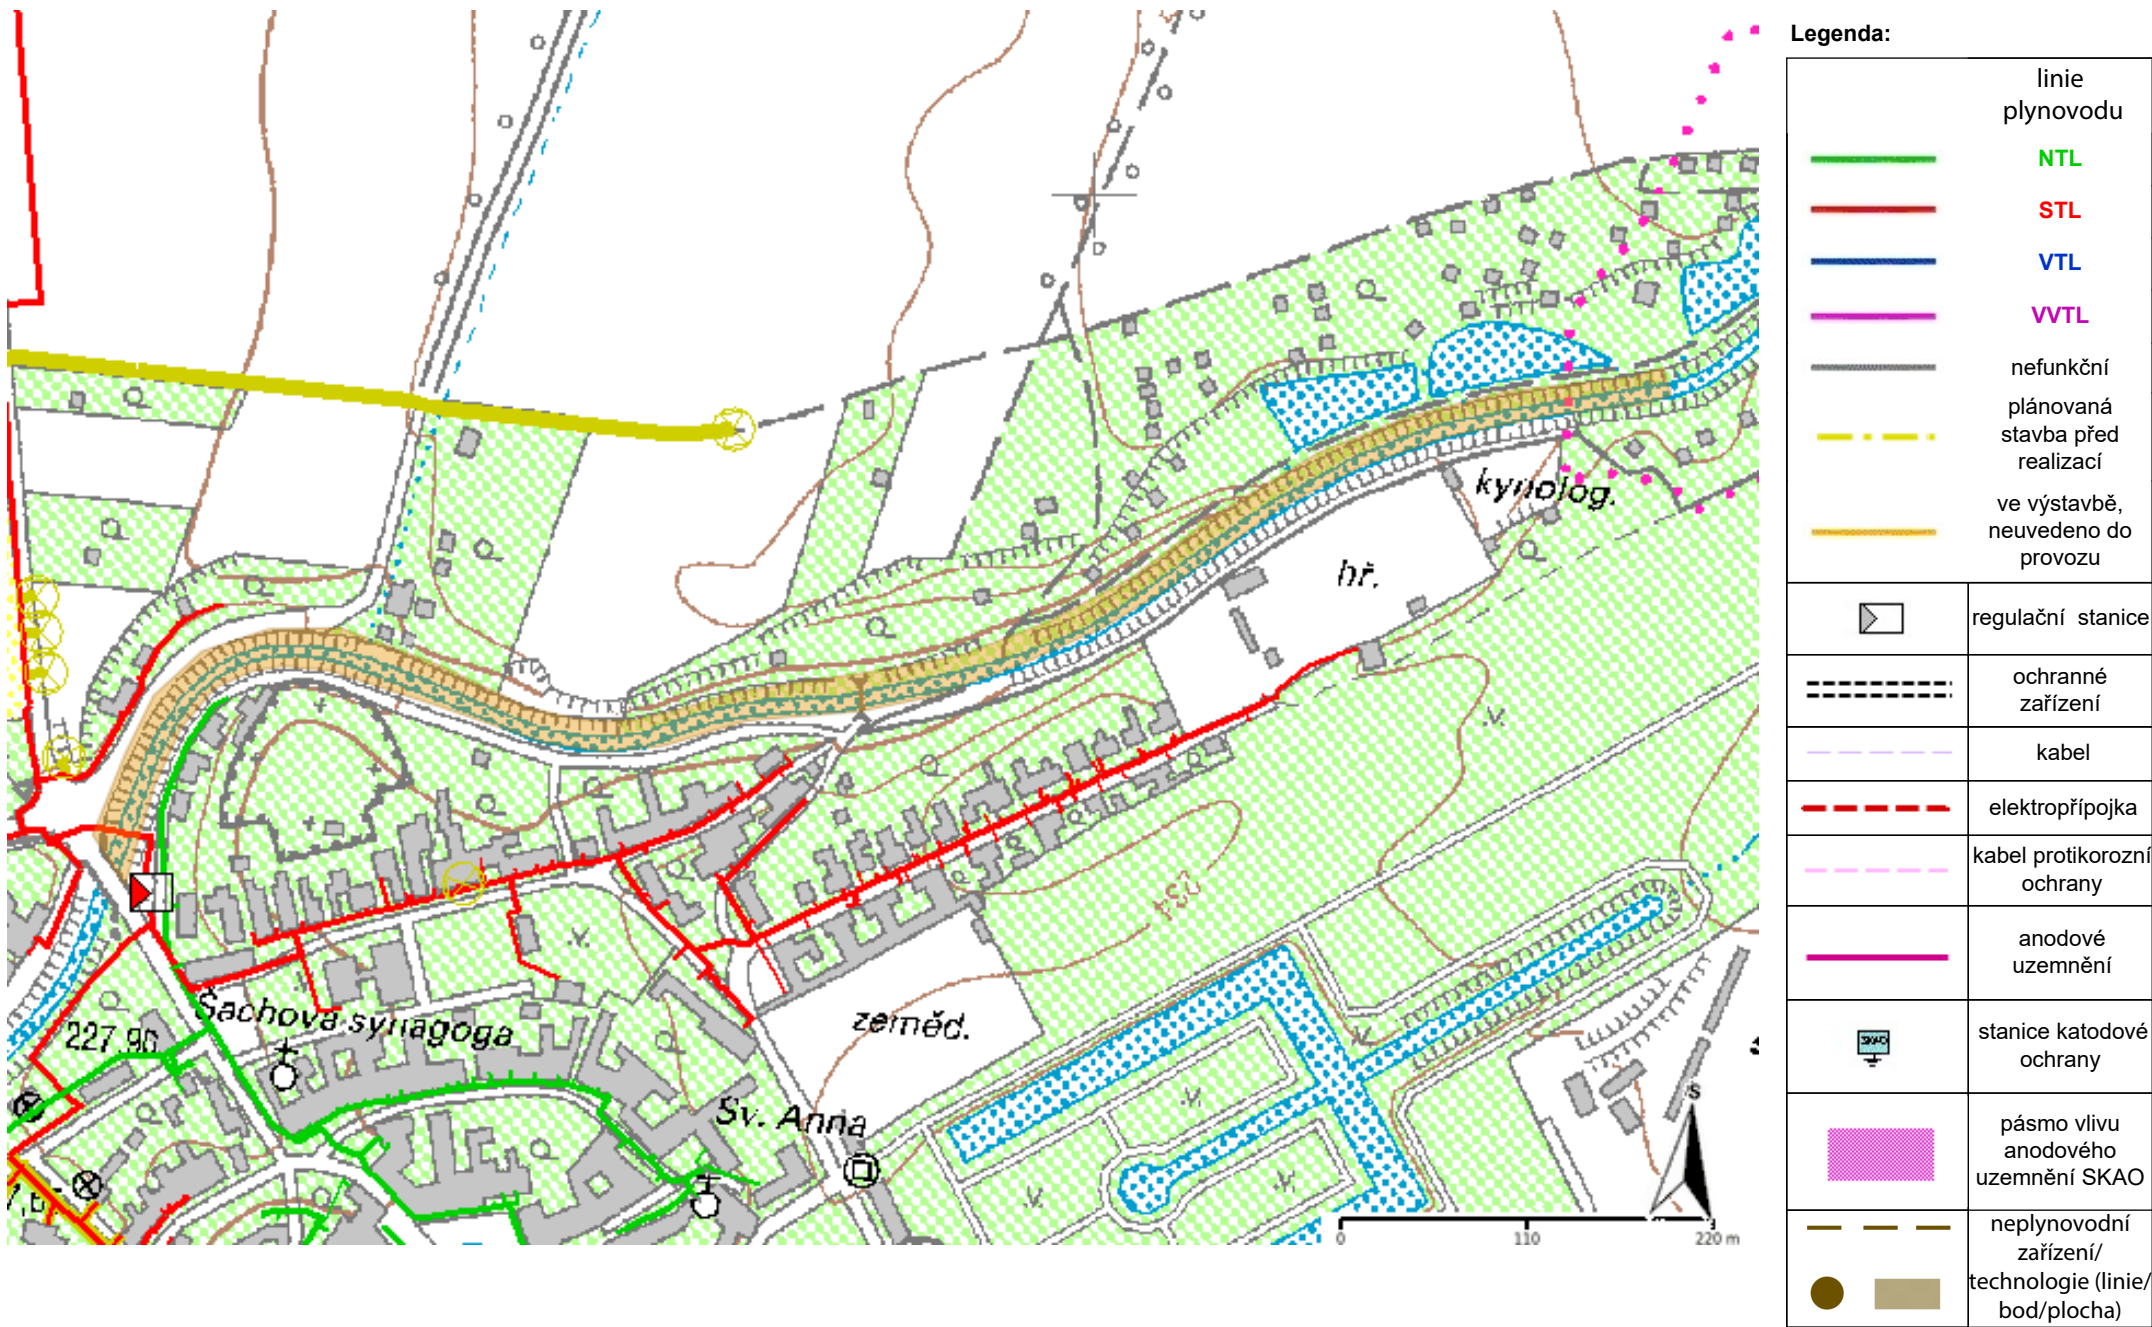 Legenda:
linie
plynovodu
NTL
STL
VTL
VVTL
nefunkční
plánovaná
stavba před
realizací
ve výstavbě,
neuvedeno do
provozu
regulační stanice
ochranné
zařízení
kabel
elektropřípojka
kabel protikorozní
ochrany
anodové
uzemnění
SKAO
stanice katodové
ochrany
pásmo vlivu
anodového
uzemnění SKAO
neplynovodní
zařízení/
technologie (linie/
bod/plocha)
kynolog.
hř.
234
Šachova synagoga
227,96
zeměd.
Sv. Anna
S
0 110 220 m